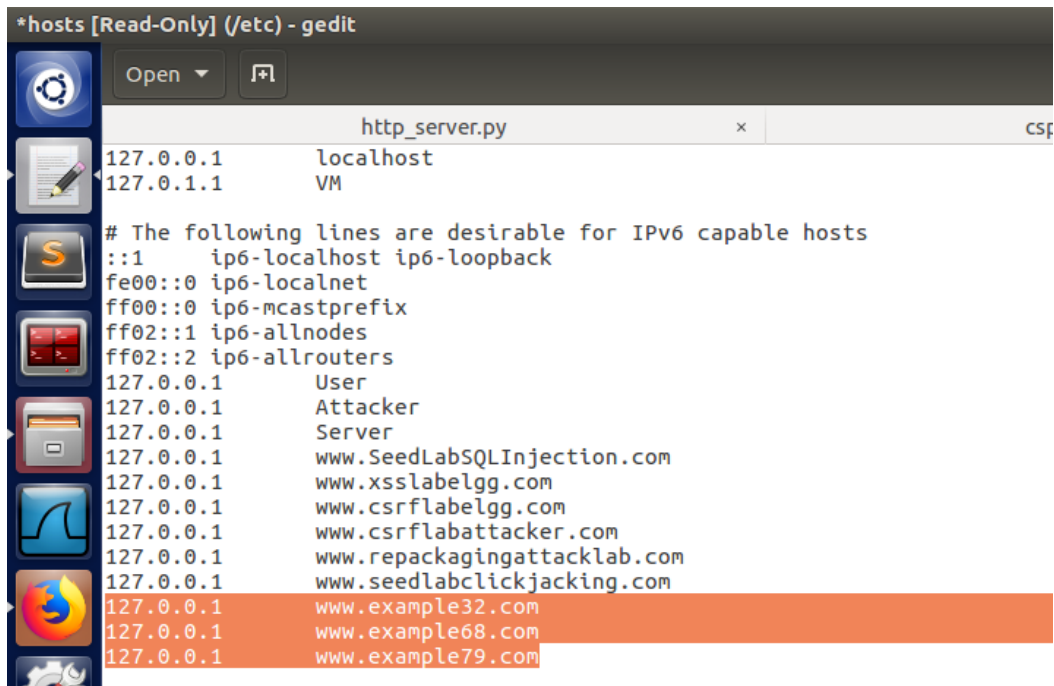 *hosts [Read-Only] (/etc) - gedit
Open
http_server.py × csp
127.0.0.1 localhost
127.0.1.1 VM
# The following lines are desirable for IPv6 capable hosts
::1 ip6-localhost ip6-loopback
fe00::0 ip6-localnet
ff00::0 ip6-mcastprefix
ff02::1 ip6-allnodes
ff02::2 ip6-allrouters
127.0.0.1 User
127.0.0.1 Attacker
127.0.0.1 Server
127.0.0.1 www.SeedLabSQLInjection.com
127.0.0.1 www.xsslabelgg.com
127.0.0.1 www.csrflabelgg.com
127.0.0.1 www.csrflabattacker.com
127.0.0.1 www.repackagingattacklab.com
127.0.0.1 www.seedlabclickjacking.com
127.0.0.1 www.example32.com
127.0.0.1 www.example68.com
127.0.0.1 www.example79.com